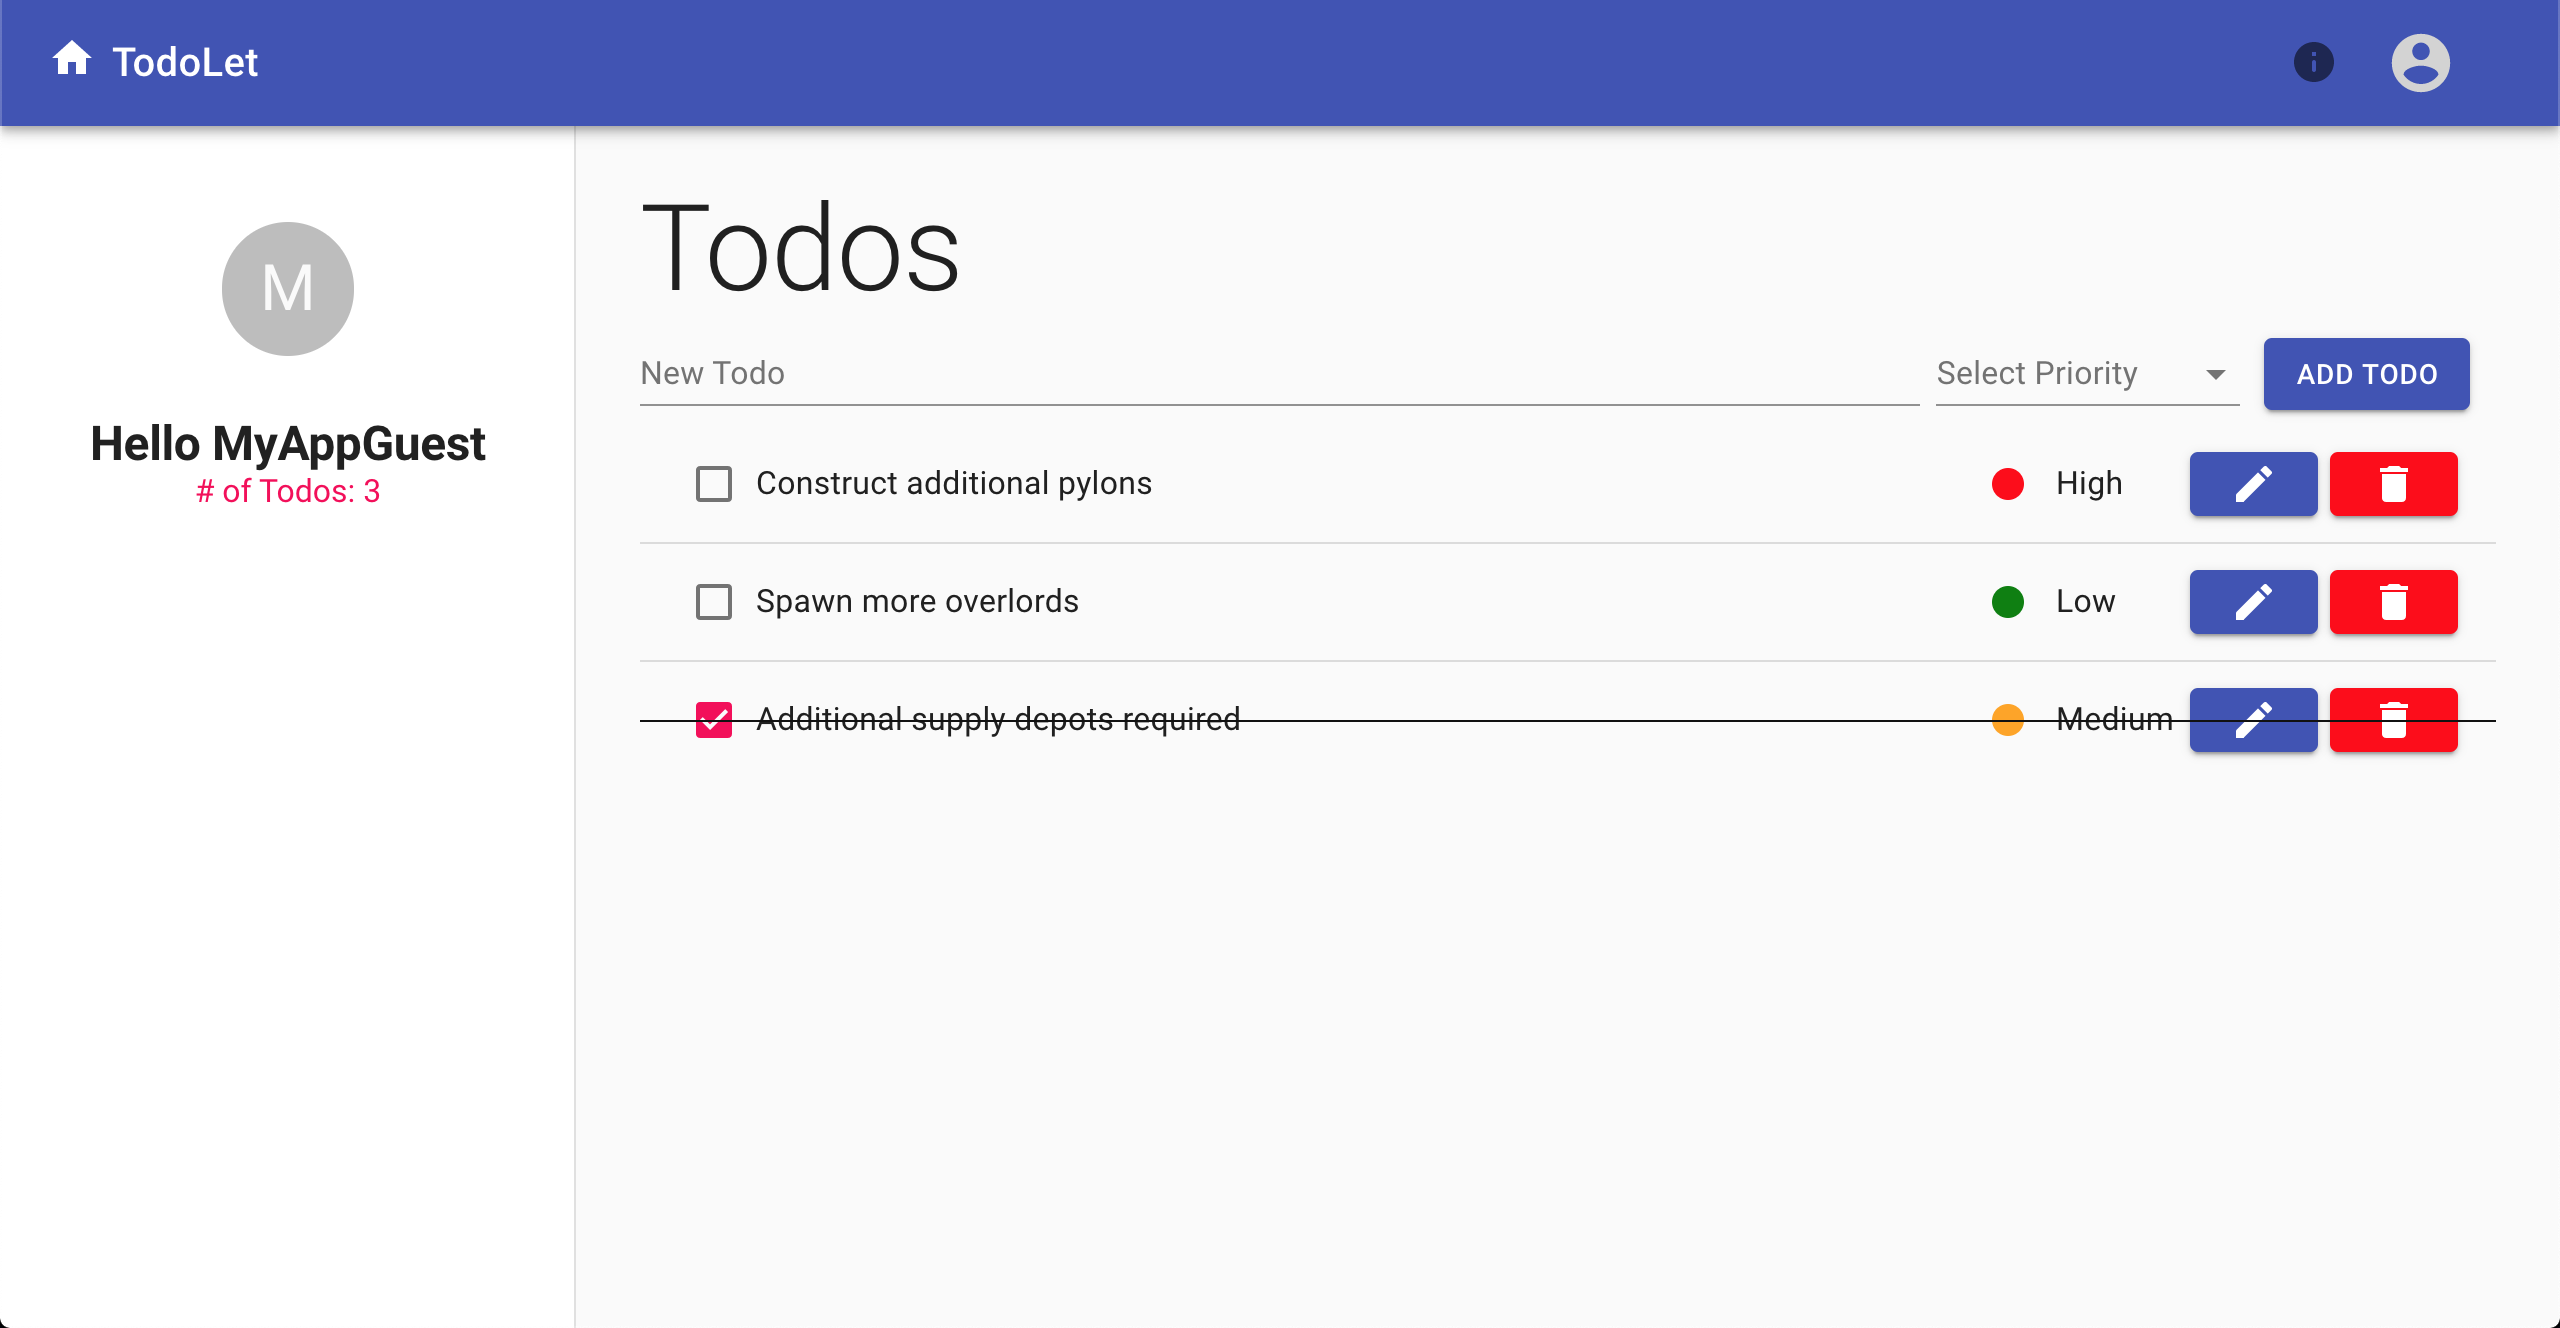 TodoLet
M
Hello MyAppGuest
# of Todos: 3
Todos
New Todo Select Priority ADD TODO
Construct additional pylons High
Spawn more overlords Low
Additional supply depots required Medium